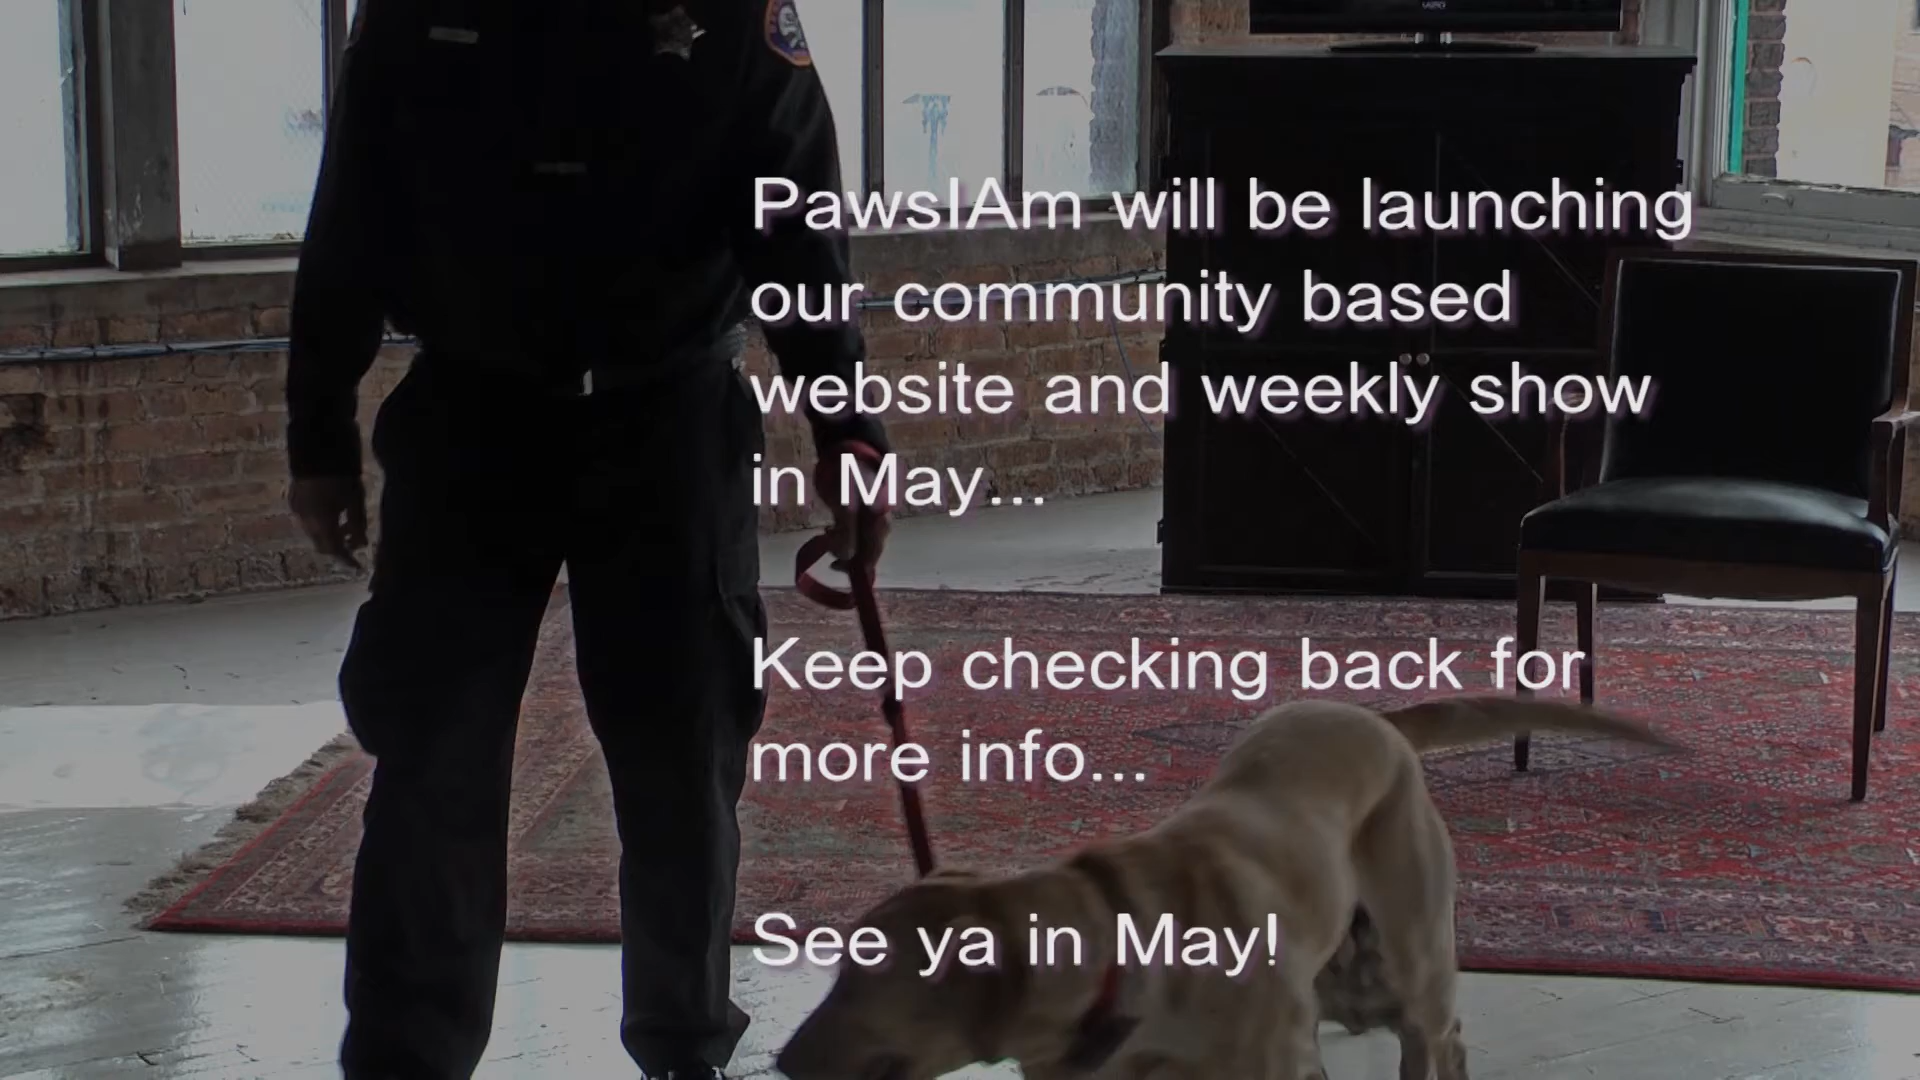 PawsIAm will be launching
our community based
website and weekly show
in May...
Keep checking back for
more info...
See ya in May!